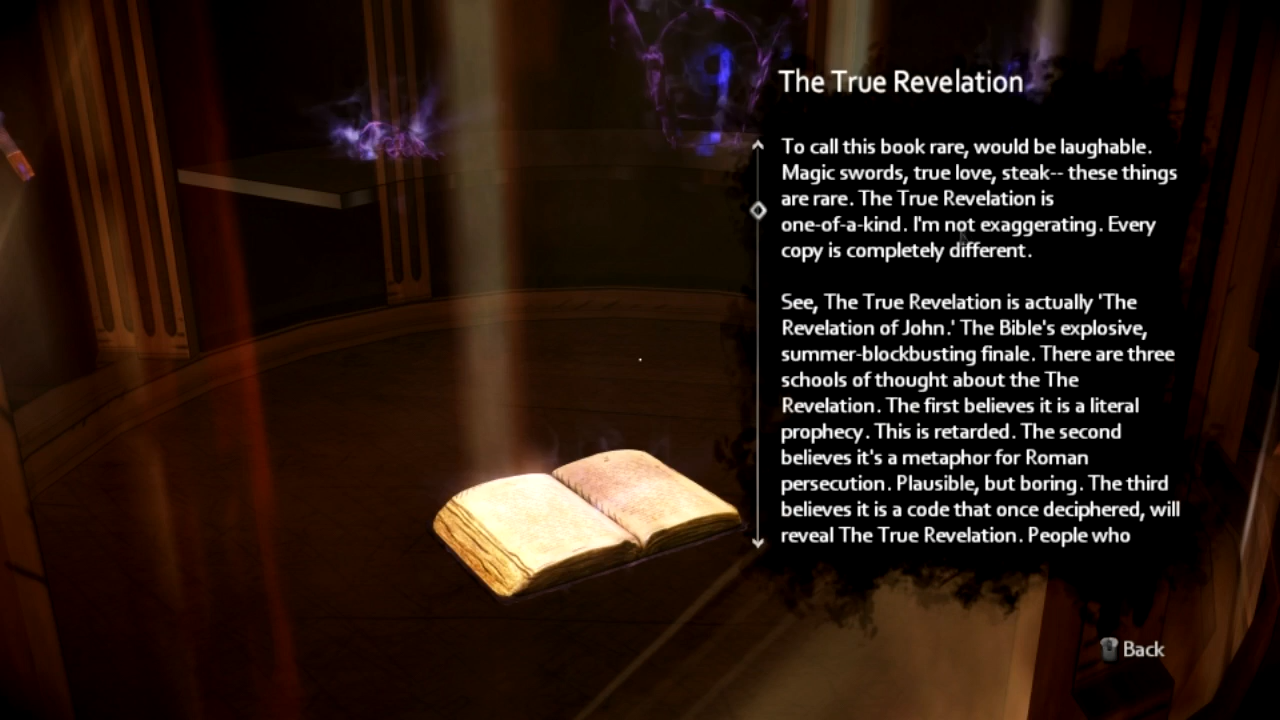 The True Revelation
To call this book rare, would be laughable.
Magic swords, true love, steak-- these things
are rare. The True Revelation is
one-of-a-kind. I'm not exaggerating. Every
copy is completely different.
See, The True Revelation is actually 'The
Revelation of John.' The Bible's explosive,
summer-blockbusting finale. There are three
schools of thought about the The
Revelation. The first believes it is a literal
prophecy. This is retarded. The second
believes it's a metaphor for Roman
persecution. Plausible, but boring. The third
believes it is a code that once deciphered, will
reveal The True Revelation. People who
Back